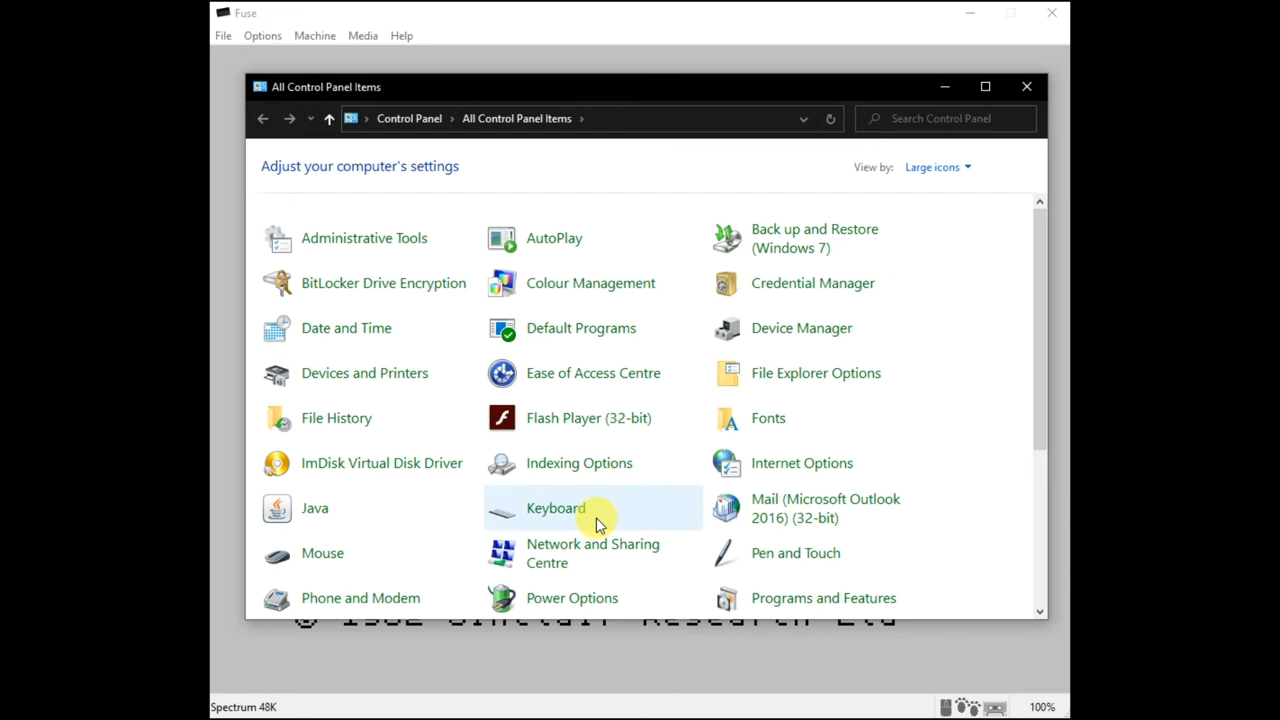 Fuse
File Options Machine Media Help
All Control Panel Items
Control Panel > All Control Panel Items >
Search Control Panel
Adjust your computer's settings
View by: Large icons
Administrative Tools
AutoPlay
Back up and Restore
(Windows 7)
BitLocker Drive Encryption
Colour Management
Credential Manager
Date and Time
Default Programs
Device Manager
Devices and Printers
Ease of Access Centre
File Explorer Options
File History
Flash Player (32-bit)
Fonts
ImDisk Virtual Disk Driver
Indexing Options
Internet Options
Java
Keyboard
Mail (Microsoft Outlook
2016) (32-bit)
Mouse
Network and Sharing
Centre
Pen and Touch
Phone and Modem
Power Options
Programs and Features
© 1982 Sinclair Research Ltd
Spectrum 48K
100%